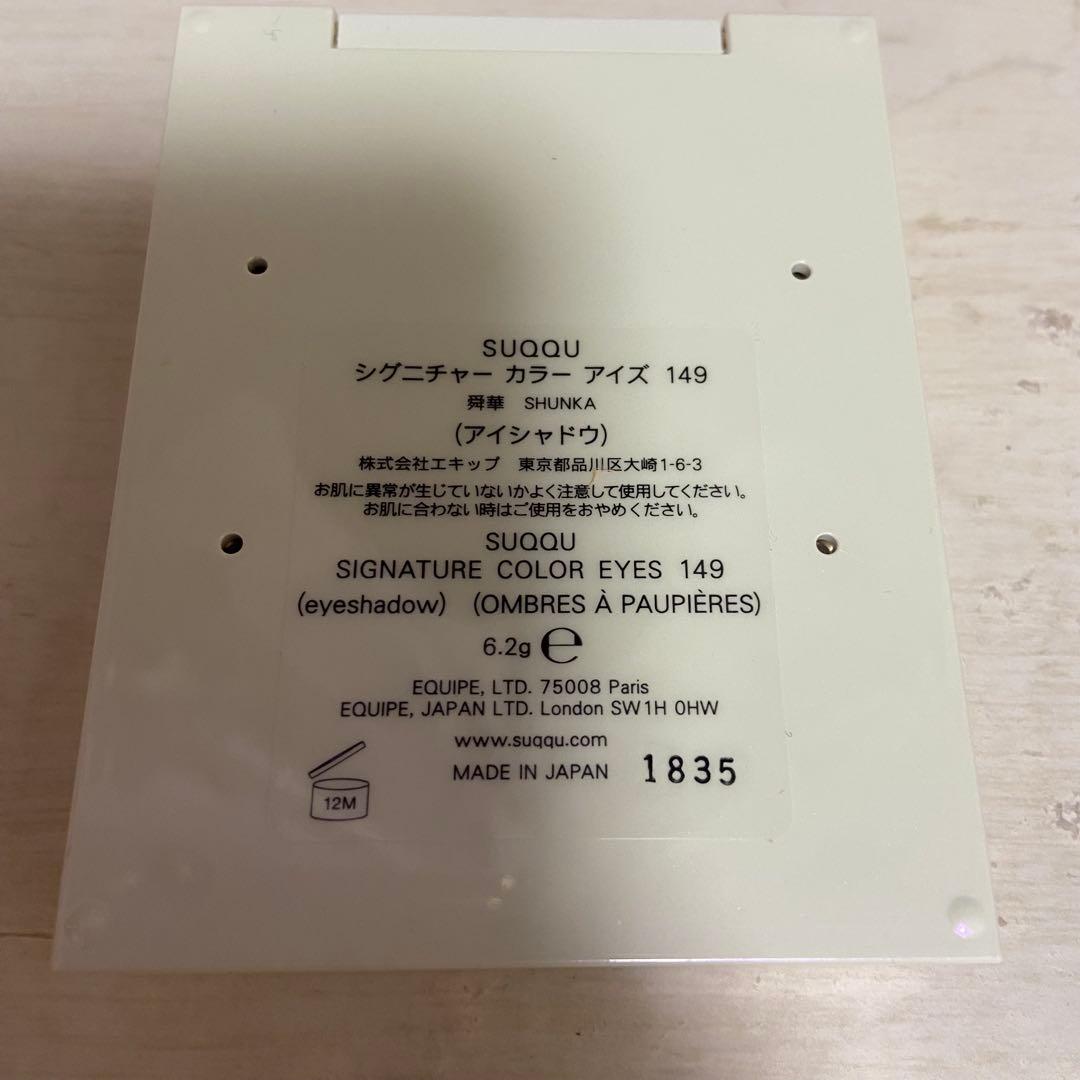 SUQQU
シグニチャー カラー アイズ 149
舜華 SHUNKA
(アイシャドウ)
株式会社エキップ 東京都品川区大崎1-6-3
お肌に異常が生じていないかよく注意して使用してください。
お肌に合わない時はご使用をおやめください。
SUQQU
SIGNATURE COLOR EYES 149
(eyeshadow) (OMBRES À PAUPIÈRES)
6.2g ℮
EQUIPE, LTD. 75008 Paris
EQUIPE, JAPAN LTD. London SW1H 0HW
www.suqqu.com
MADE IN JAPAN 1835
12M